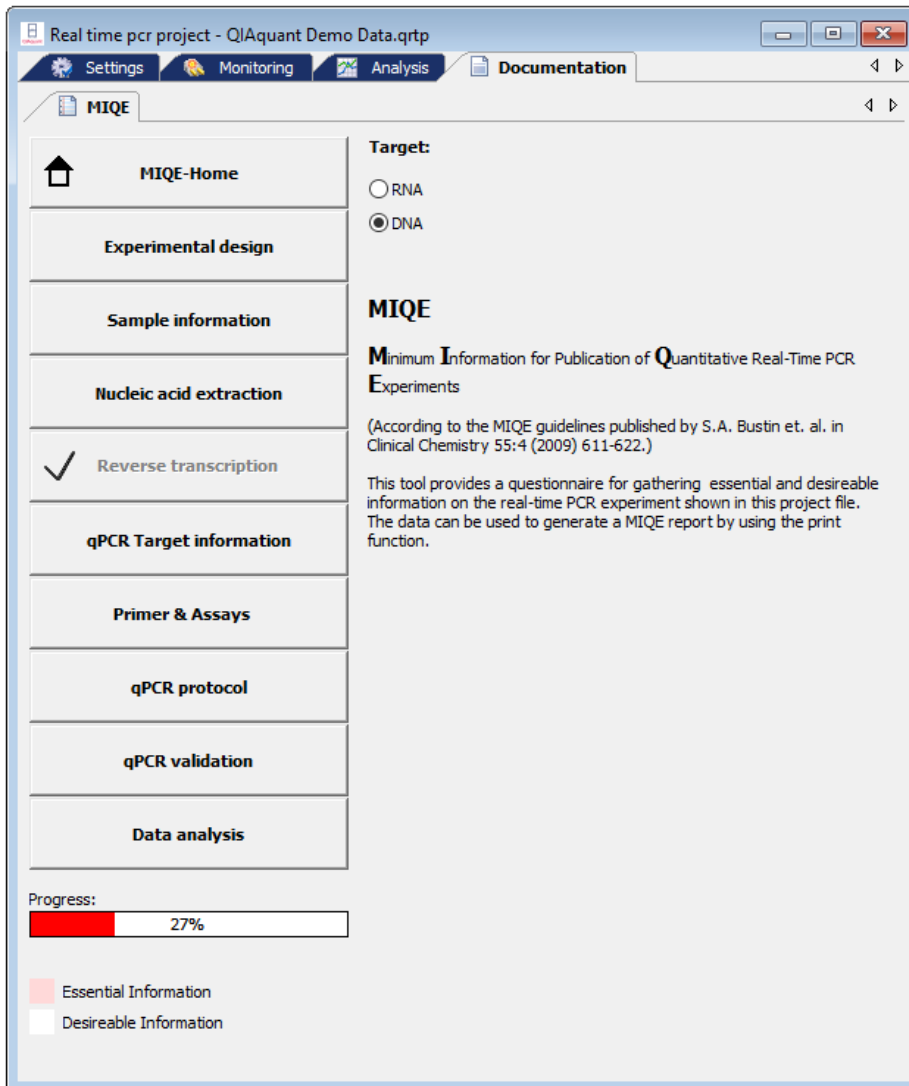 Real time pcr project - QIAquant Demo Data.qrtp
Settings
Monitoring
Analysis
Documentation
MIQE
MIQE-Home
Experimental design
Sample information
Nucleic acid extraction
Reverse transcription
qPCR Target information
Primer & Assays
qPCR protocol
qPCR validation
Data analysis
Progress:
27%
Essential Information
Desireable Information
Target:
RNA
DNA
MIQE
Minimum Information for Publication of Quantitative Real-Time PCR
Experiments
(According to the MIQE guidelines published by S.A. Bustin et. al. in
Clinical Chemistry 55:4 (2009) 611-622.)
This tool provides a questionnaire for gathering  essential and desireable
information on the real-time PCR experiment shown in this project file.
The data can be used to generate a MIQE report by using the print
function.